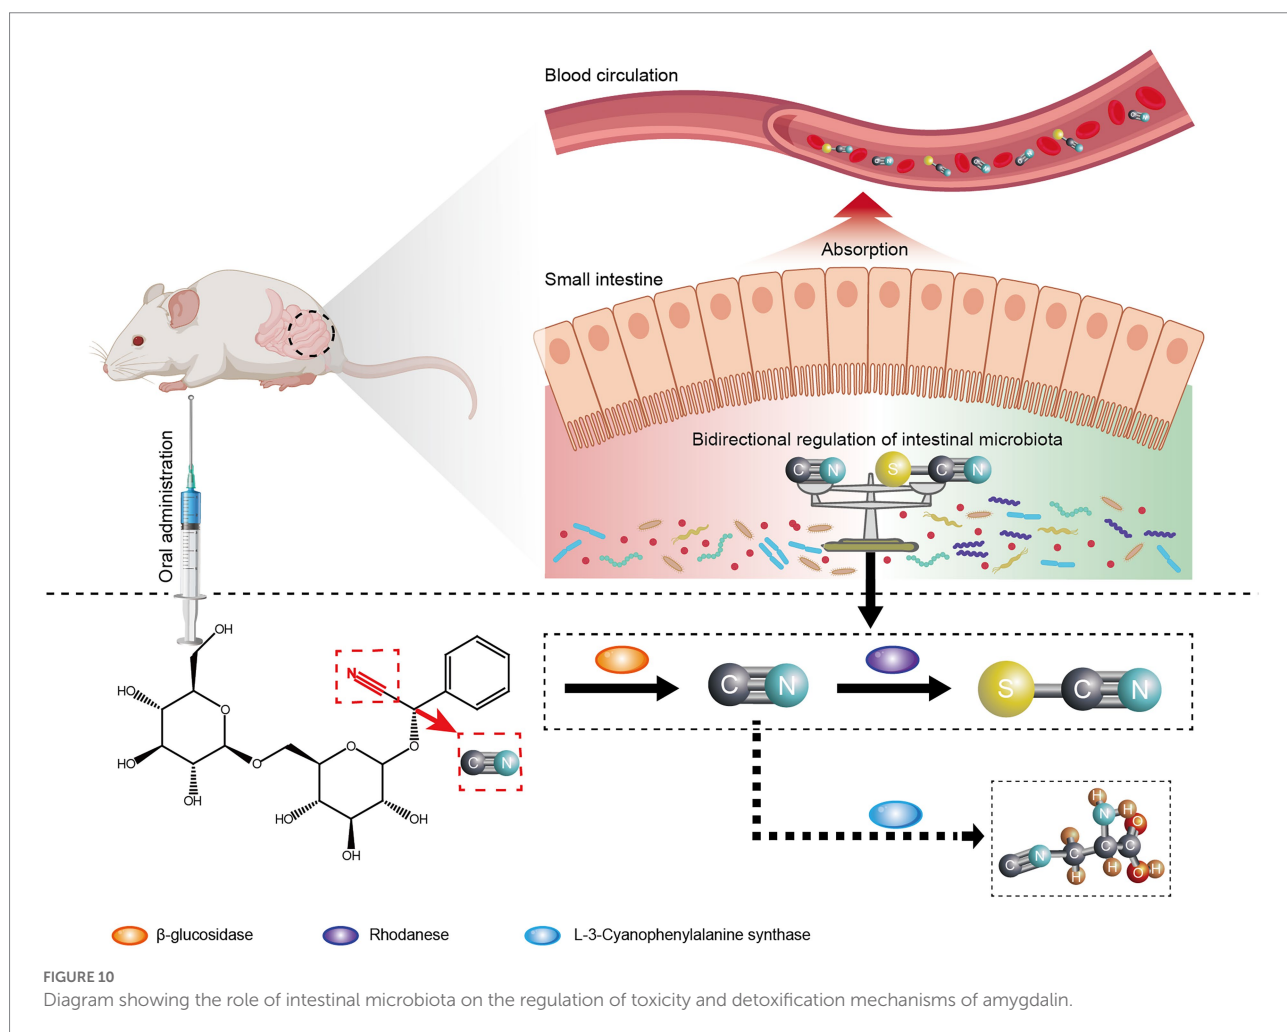 Blood circulation
Absorption
Small intestine
Bidirectional regulation of intestinal microbiota
C N
S C N
Oral administration
OH
HO
HO
OH
O
O
O
HO
OH
OH
O
N
C N
C N
S C N
C N C C C N H H O O H H H H
β-glucosidase
Rhodanese
L-3-Cyanophenylalanine synthase
FIGURE 10
Diagram showing the role of intestinal microbiota on the regulation of toxicity and detoxification mechanisms of amygdalin.